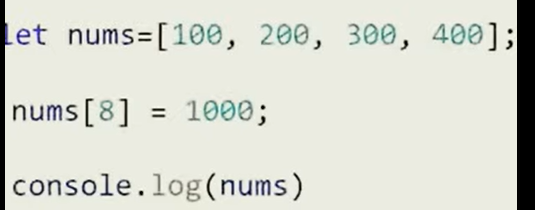 let nums=[100, 200, 300, 400];
nums[8] = 1000;
console.log(nums)